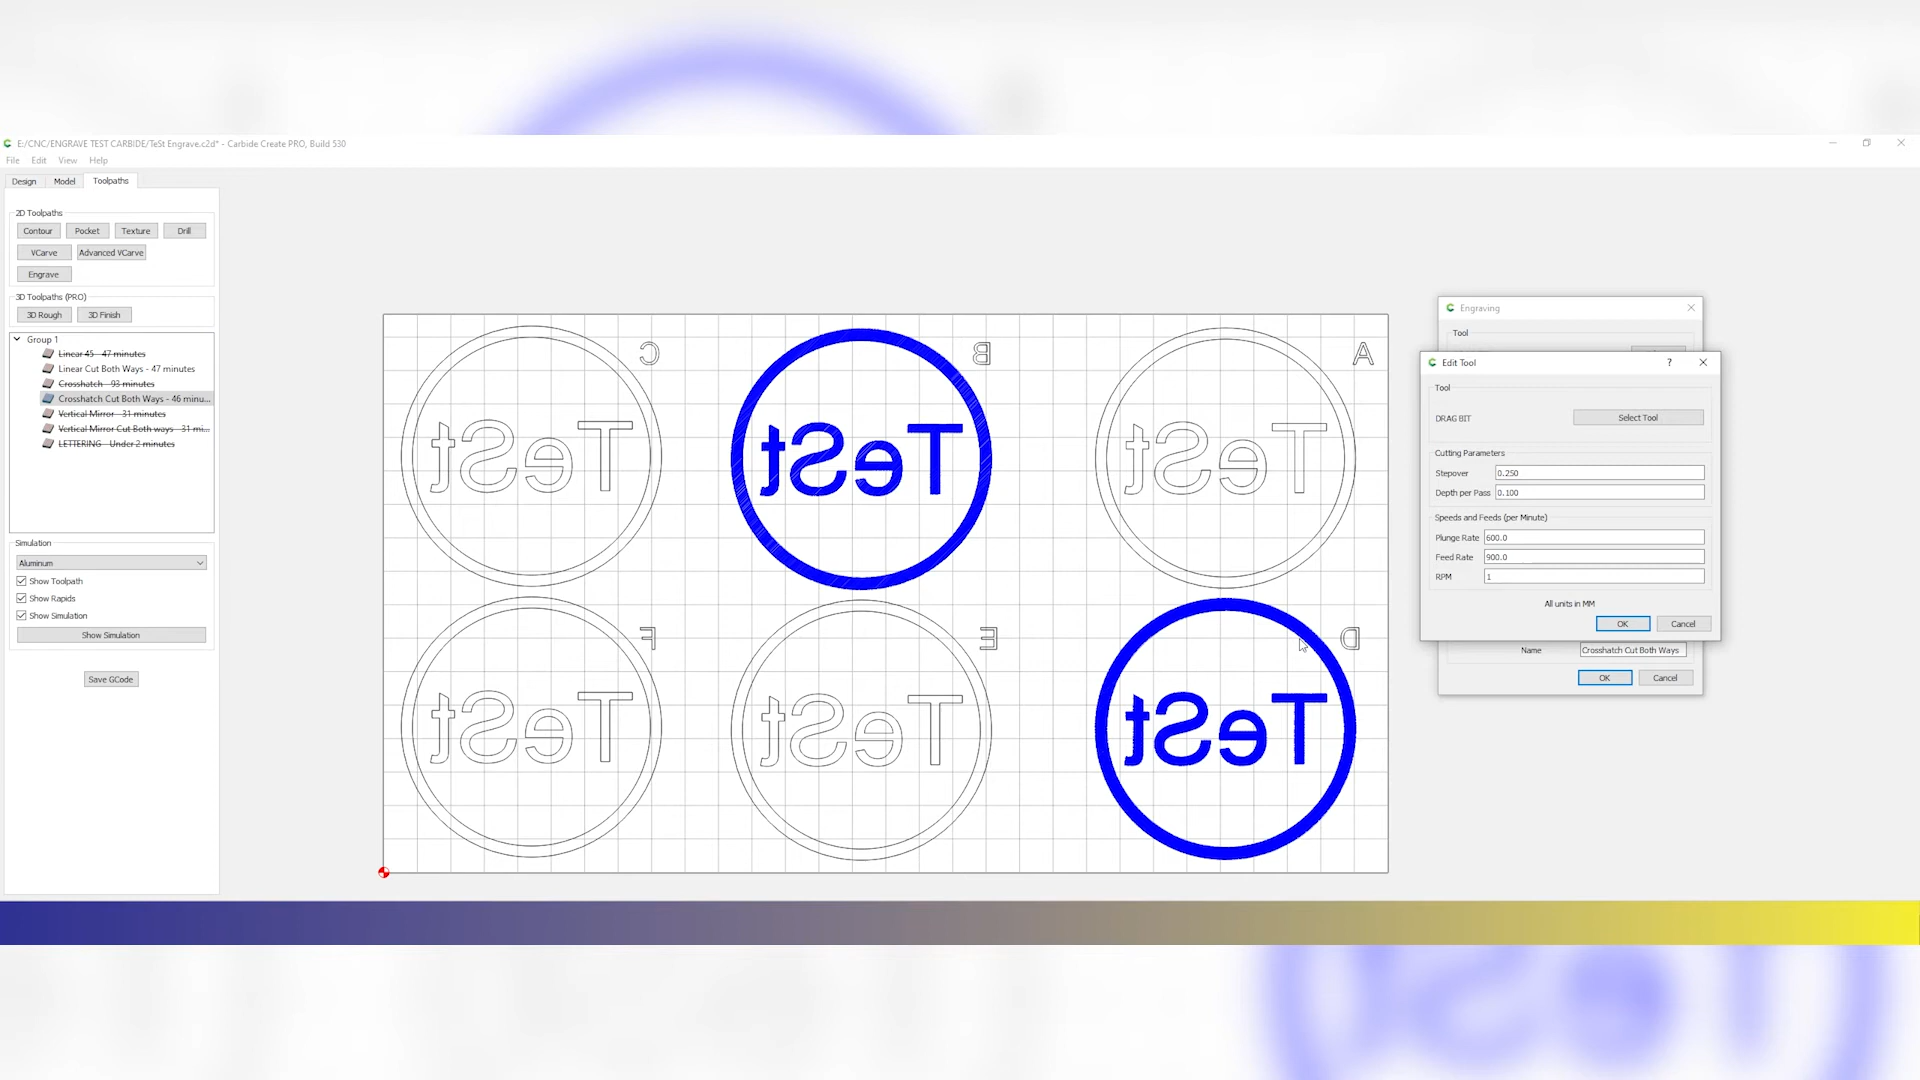 E:/CNC/ENGRAVE TEST CARBIDE/TeSt Engrave.c2d* - Carbide Create PRO, Build 530
File Edit View Help
Design Model Toolpaths
2D Toolpaths
Contour Pocket Texture Drill
VCarve Advanced VCarve
Engrave
3D Toolpaths (PRO)
3D Rough 3D Finish
Group 1
Linear 45 - 47 minutes
Linear Cut Both Ways - 47 minutes
Crosshatch - 93 minutes
Crosshatch Cut Both Ways - 46 minu...
Vertical Mirror - 31 minutes
Vertical Mirror Cut Both ways - 31 mi...
LETTERING - Under 2 minutes
Simulation
Aluminum
Show Toolpath
Show Rapids
Show Simulation
Show Simulation
Save GCode
C B A
TeSt TeSt TeSt
F E D
TeSt TeSt TeSt
Engraving
Tool
Edit Tool ?
Tool
DRAG BIT Select Tool
Cutting Parameters
Stepover 0.250
Depth per Pass 0.100
Speeds and Feeds (per Minute)
Plunge Rate 600.0
Feed Rate 900.0
RPM 1
All units in MM
OK Cancel
Name Crosshatch Cut Both Ways
OK Cancel